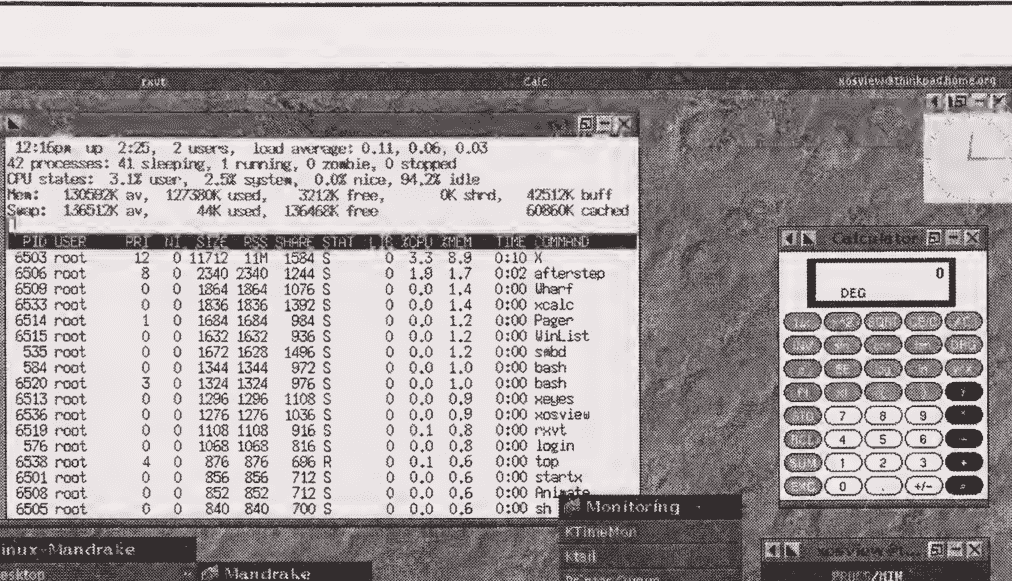 rxvt
Calc
xosview@thinkpad.home.org
12:16pm up 2:25, 2 users, load average: 0.11, 0.06, 0.03
42 processes: 41 sleeping, 1 running, 0 zombie, 0 stopped
CPU states: 3.1% user, 2.5% system, 0.0% nice, 94.2% idle
Mem: 130592K av, 127380K used, 3212K free, 0K shrd, 42512K buff
Swap: 136512K av, 44K used, 136468K free 60860K cached
PID USER PRI NI SIZE RSS SHARE STAT LIB %CPU %MEM TIME COMMAND
6503 root 12 0 11712 11M 1584 S 0 3.3 8.9 0:10 X
6506 root 8 0 2340 2340 1244 S 0 1.9 1.7 0:02 afterstep
6509 root 0 0 1864 1864 1076 S 0 0.0 1.4 0:00 Wharf
6533 root 0 0 1836 1836 1392 S 0 0.0 1.4 0:00 xcalc
6514 root 1 0 1684 1684 984 S 0 0.0 1.2 0:00 Pager
6515 root 0 0 1632 1632 936 S 0 0.0 1.2 0:00 WinList
535 root 0 0 1672 1628 1496 S 0 0.0 1.2 0:00 smbd
584 root 0 0 1344 1344 972 S 0 0.0 1.0 0:00 bash
6520 root 3 0 1324 1324 976 S 0 0.0 1.0 0:00 bash
6513 root 0 0 1296 1296 1108 S 0 0.0 0.9 0:00 xeyes
6536 root 0 0 1276 1276 1036 S 0 0.0 0.9 0:00 xosview
6519 root 0 0 1108 1108 916 S 0 0.1 0.8 0:00 rxvt
576 root 0 0 1068 1068 816 S 0 0.0 0.8 0:00 login
6538 root 4 0 876 876 696 R 0 0.1 0.6 0:00 top
6501 root 0 0 856 856 712 S 0 0.0 0.6 0:00 startx
6508 root 0 0 852 852 712 S 0 0.0 0.6 0:00 Animate
6505 root 0 0 840 840 700 S 0 0.0 0.6 0:00 sh
Calculator
0
DEG
7 8 9
4 5 6
1 2 3
0 . +/-
Monitoring
KTimeMon
Ktail
inux-Mandrake
esktop
Mandrake
xosview